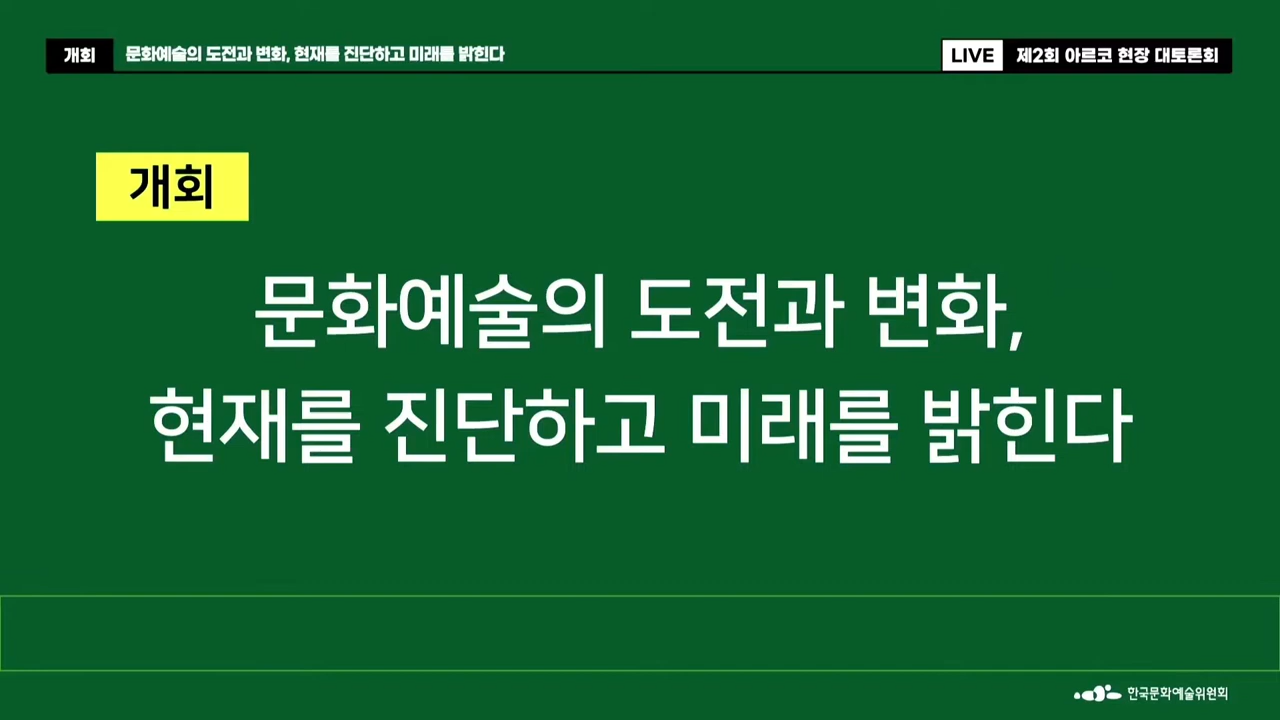 개회
문화예술의 도전과 변화, 현재를 진단하고 미래를 밝힌다
LIVE
제2회 아르코 현장 대토론회
개회
문화예술의 도전과 변화,
현재를 진단하고 미래를 밝힌다
한국문화예술위원회